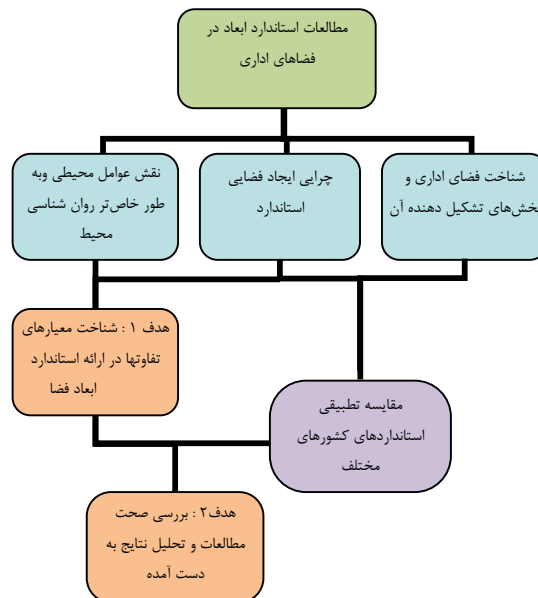 مطالعات استاندارد ابعاد در
فضاهای اداری
شناخت فضای اداری و
بخش‌های تشکیل دهنده آن
چرایی ایجاد فضایی
استاندارد
نقش عوامل محیطی وبه
طور خاص‌تر روان شناسی
محیط
هدف ۱ : شناخت معیارهای
تفاوتها در ارائه استاندارد
ابعاد فضا
مقایسه تطبیقی
استانداردهای کشورهای
مختلف
هدف۲ : بررسی صحت
مطالعات و تحلیل نتایج به
دست آمده